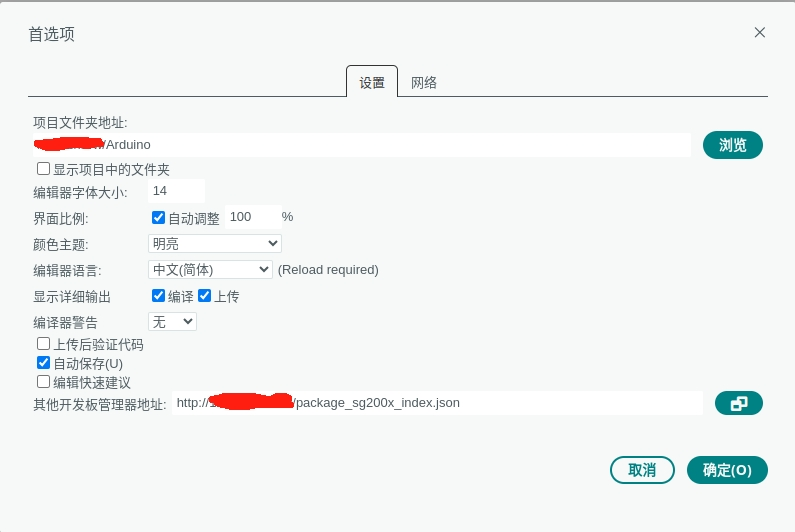 首选项
设置 网络
项目文件夹地址:
/Arduino
浏览
显示项目中的文件夹
编辑器字体大小: 14
界面比例: 自动调整 100 %
颜色主题: 明亮
编辑器语言: 中文(简体) (Reload required)
显示详细输出 编译 上传
编译器警告 无
上传后验证代码
自动保存(U)
编辑快速建议
其他开发板管理器地址: http:// /package_sg200x_index.json
取消 确定(O)